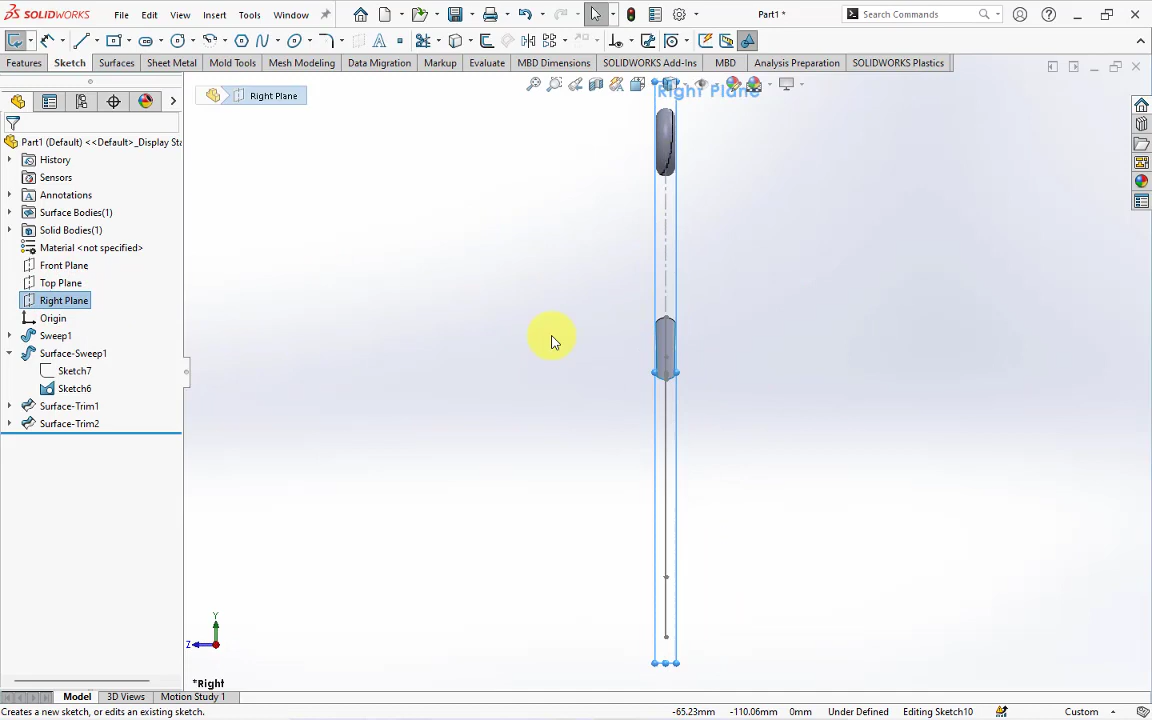 SOLIDWORKS File Edit View Insert Tools Window Part1 * Search Commands
Features Sketch Surfaces Sheet Metal Mold Tools Mesh Modeling Data Migration Markup Evaluate MBD Dimensions SOLIDWORKS Add-Ins MBD Analysis Preparation SOLIDWORKS Plastics
Right Plane
Right Plane
Part1 (Default) <<Default>_Display Sta
History
Sensors
Annotations
Surface Bodies(1)
Solid Bodies(1)
Material <not specified>
Front Plane
Top Plane
Right Plane
Origin
Sweep1
Surface-Sweep1
Sketch7
Sketch6
Surface-Trim1
Surface-Trim2
Y
Z
*Right
Model 3D Views Motion Study 1
Creates a new sketch, or edits an existing sketch. -65.23mm -110.06mm 0mm Under Defined Editing Sketch10 Custom